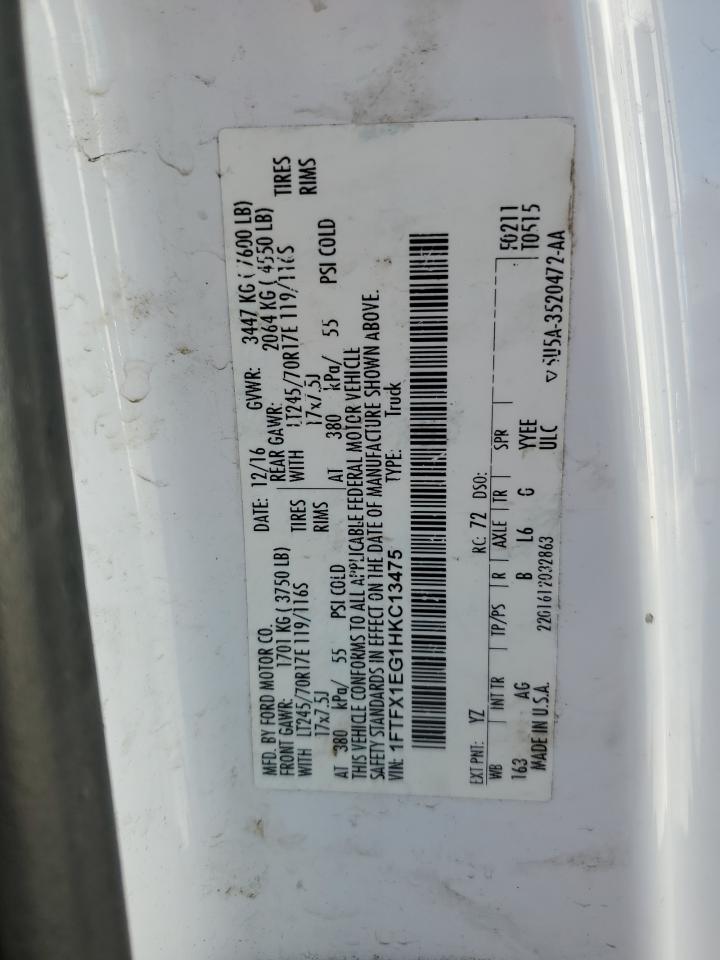 MFD. BY FORD MOTOR CO.
DATE: 12/16 GVWR: 3447 KG ( 7600 LB)
FRONT GAWR: 1701 KG ( 3750 LB) REAR GAWR: 2064 KG ( 4550 LB)
WITH LT245/70R17E 119/116S TIRES WITH LT245/70R17E 119/116S TIRES
17x7.5J RIMS 17x7.5J RIMS
AT 380 kPa/ 55 PSI COLD AT 380 kPa/ 55 PSI COLD
THIS VEHICLE CONFORMS TO ALL APPLICABLE FEDERAL MOTOR VEHICLE
SAFETY STANDARDS IN EFFECT ON THE DATE OF MANUFACTURE SHOWN ABOVE.
VIN: 1FTFX1EG1HKC13475 TYPE: Truck
EXT PNT: YZ RC: 72 DSO: F0211
WB INT TR TP/PS R AXLE TR SPR T0515
163 AG B L6 G YYEE
MADE IN U.S.A. 2201612032863 ULC 5U5A-3520472-AA